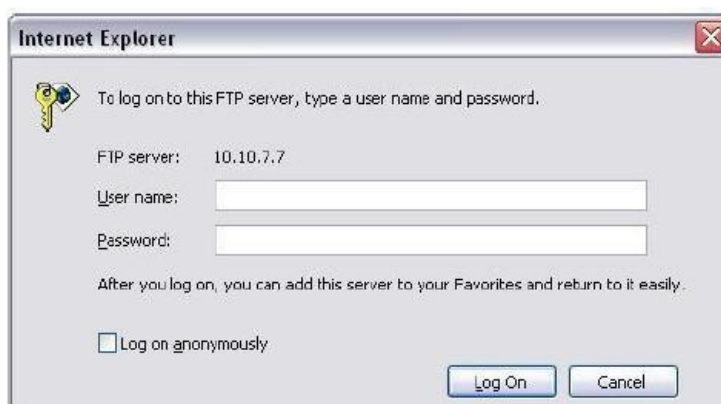 Internet Explorer
To log on to this FTP server, type a user name and password.
FTP server: 10.10.7.7
User name:
Password:
After you log on, you can add this server to your Favorites and return to it easily.
Log on anonymously
Log On Cancel